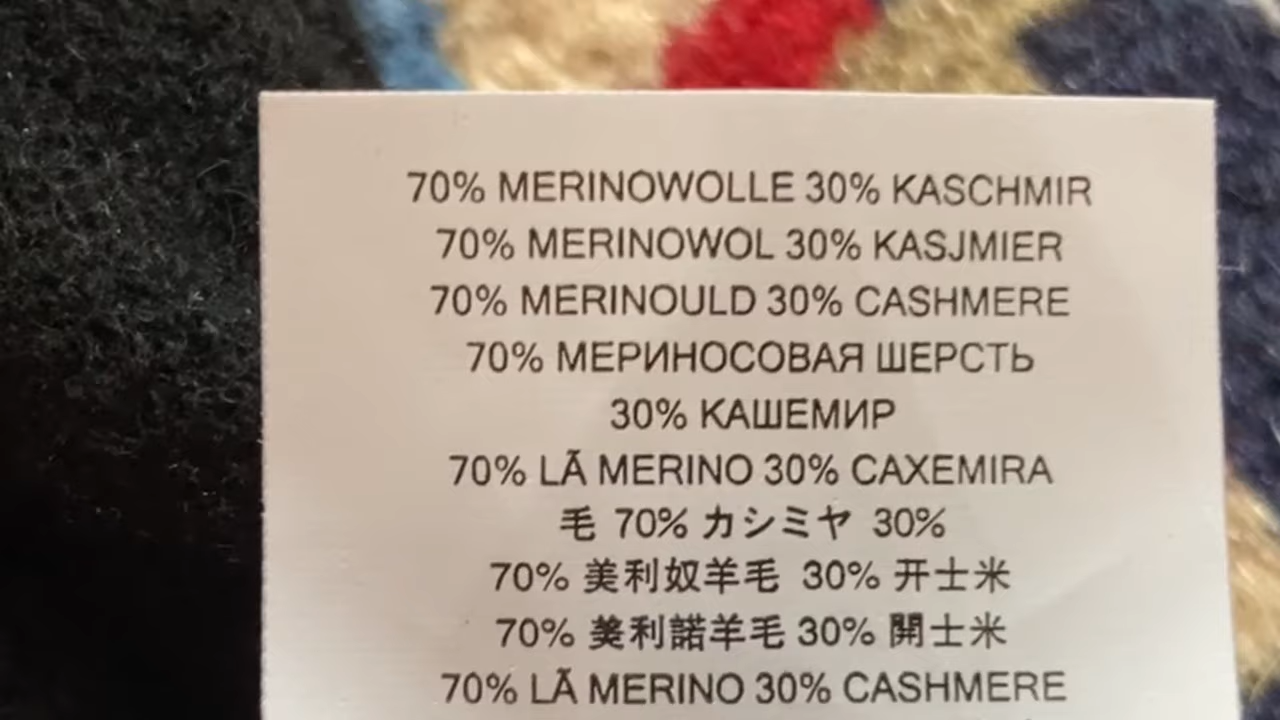 70% MERINOWOLLE 30% KASCHMIR
70% MERINOWOL 30% KASJMIER
70% MERINOULD 30% CASHMERE
70% МЕРИНОСОВАЯ ШЕРСТЬ
30% КАШЕМИР
70% LÃ MERINO 30% CAXEMIRA
毛 70% カシミヤ 30%
70% 美利奴羊毛 30% 开士米
70% 美利諾羊毛 30% 開士米
70% LÃ MERINO 30% CASHMERE